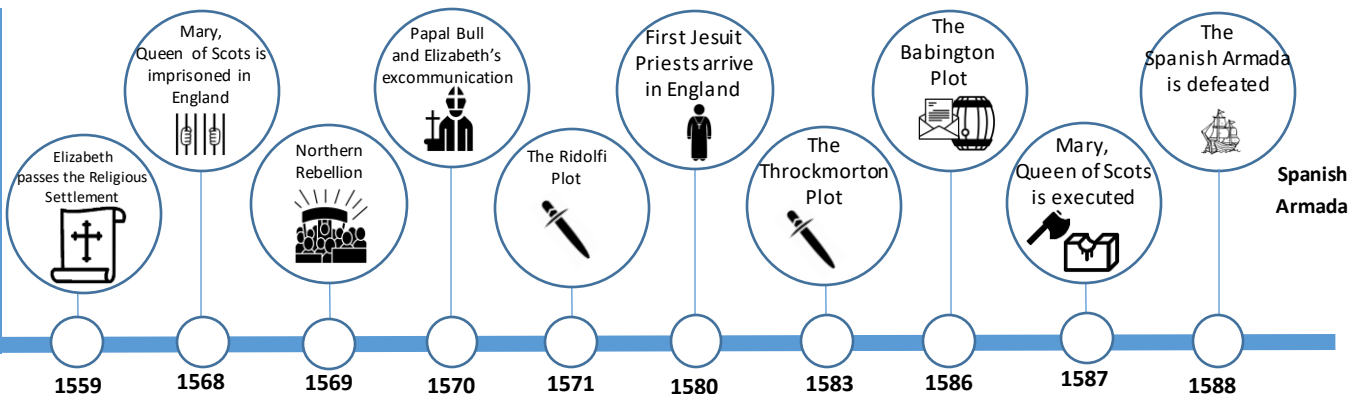 Elizabeth
passes the Religious
Settlement
Mary,
Queen of Scots is
imprisoned in
England
Northern
Rebellion
Papal Bull
and Elizabeth’s
excommunication
The Ridolfi
Plot
First Jesuit
Priests arrive
in England
The
Throckmorton
Plot
The
Babington
Plot
Mary,
Queen of Scots
is executed
The
Spanish Armada
is defeated
Spanish
Armada
1559
1568
1569
1570
1571
1580
1583
1586
1587
1588